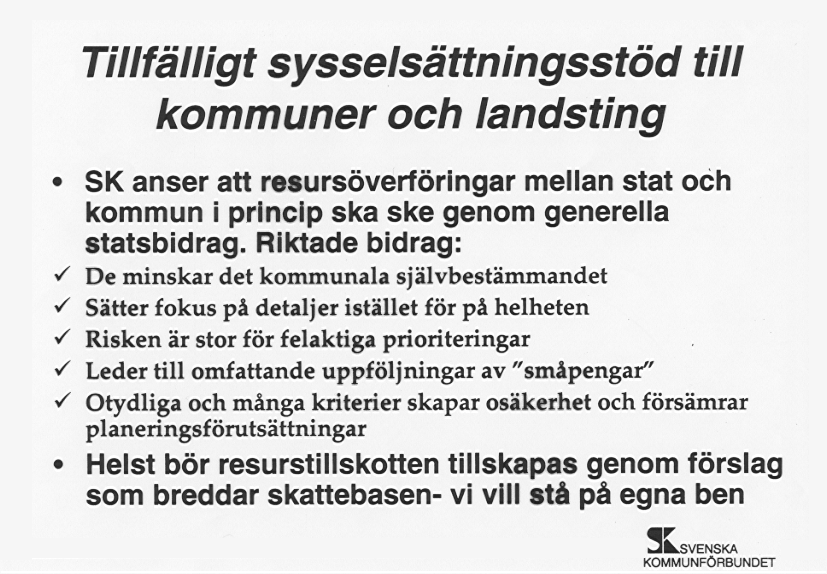 Tillfälligt sysselsättningsstöd till
kommuner och landsting
• SK anser att resursöverföringar mellan stat och
kommun i princip ska ske genom generella
statsbidrag. Riktade bidrag:
✓ De minskar det kommunala självbestämmandet
✓ Sätter fokus på detaljer istället för på helheten
✓ Risken är stor för felaktiga prioriteringar
✓ Leder till omfattande uppföljningar av ”småpengar”
✓ Otydliga och många kriterier skapar osäkerhet och försämrar
planeringsförutsättningar
• Helst bör resurstillskotten tillskapas genom förslag
som breddar skattebasen- vi vill stå på egna ben
SK SVENSKA
KOMMUNFÖRBUNDET